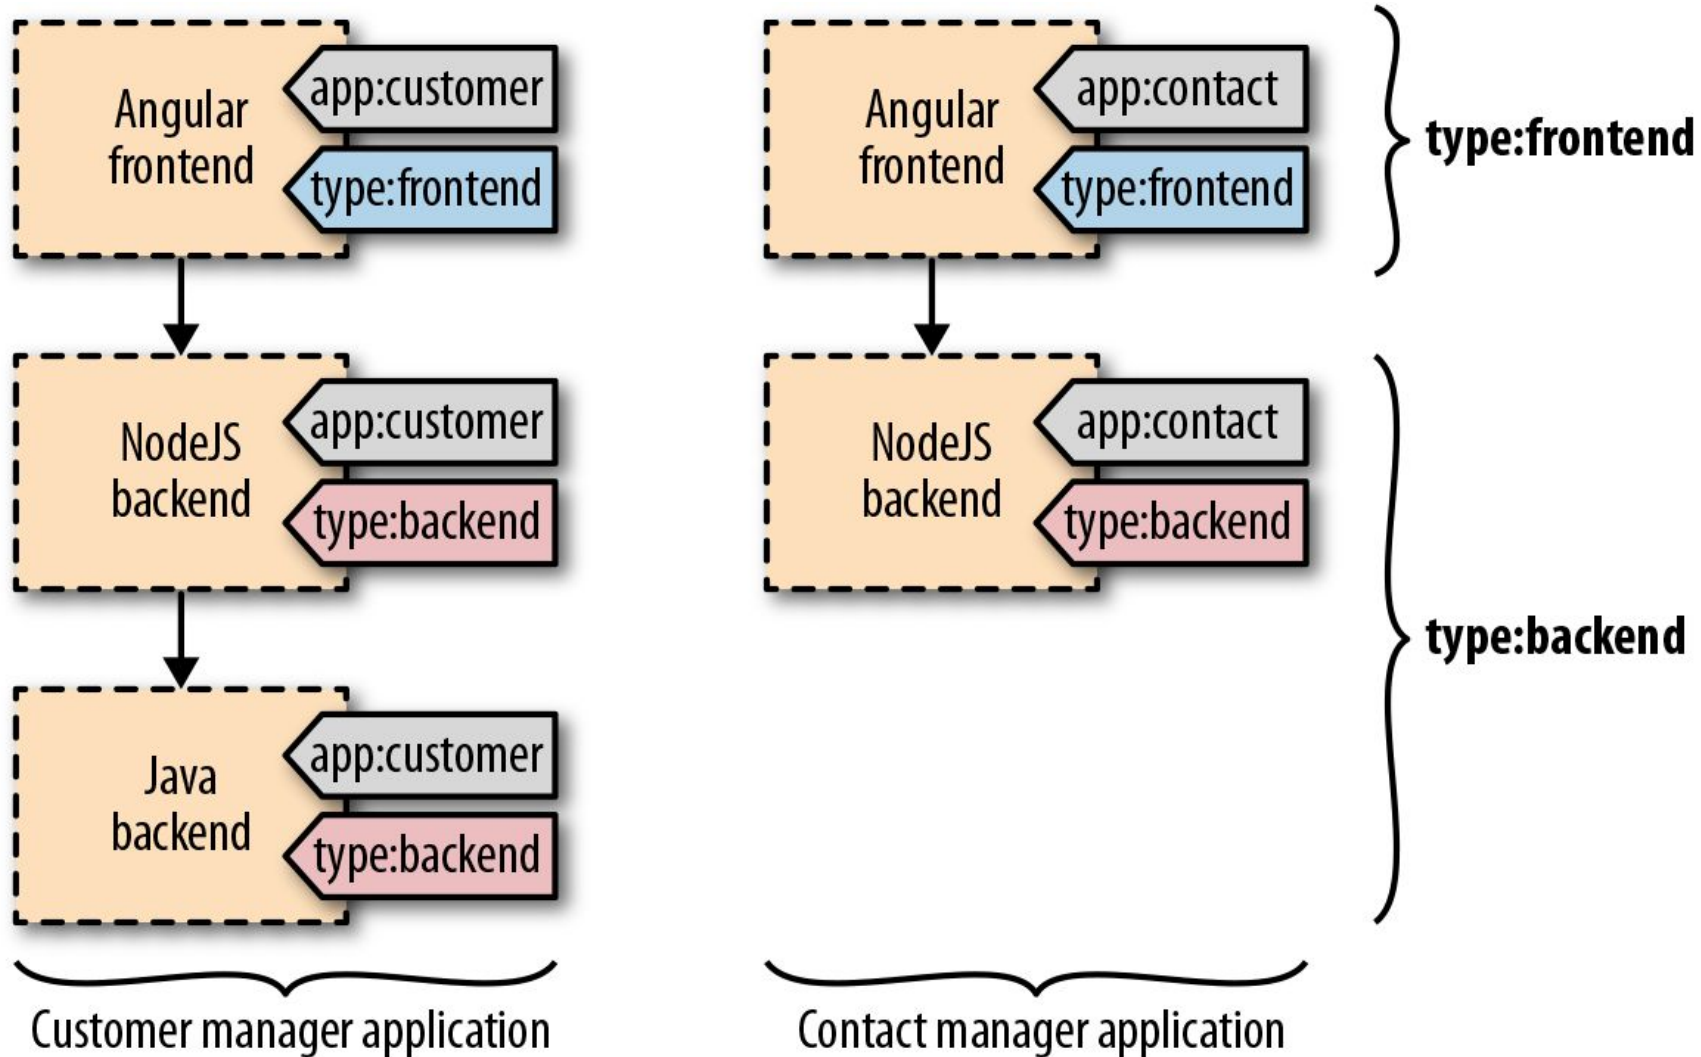 Angular
frontend
app:customer
type:frontend
Angular
frontend
app:contact
type:frontend
type:frontend
NodeJS
backend
app:customer
type:backend
NodeJS
backend
app:contact
type:backend
type:backend
Java
backend
app:customer
type:backend
Customer manager application
Contact manager application